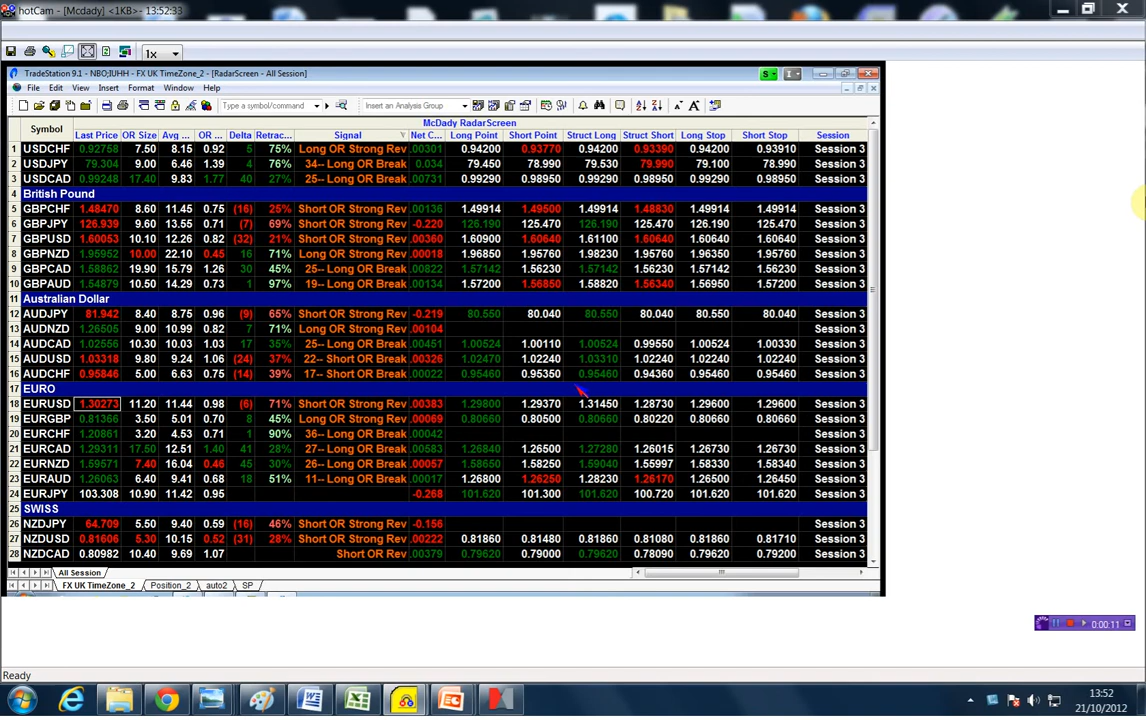 hotCam - [Mcdady] <1KB> - 13:52:33
1x
TradeStation 9.1 - NBO;IUHH - FX UK TimeZone_2 - [RadarScreen - All Session]
File Edit View Insert Format Window Help
Type a symbol/command Insert an Analysis Group
McDady RadarScreen
Symbol Last Price OR Size Avg ... OR ... Delta Retrac... Signal Net C... Long Point Short Point Struct Long Struct Short Long Stop Short Stop Session
1 USDCHF 0.92758 7.50 8.15 0.92 5 75% Long OR Strong Rev .00301 0.94200 0.93770 0.94200 0.93390 0.94200 0.93910 Session 3
2 USDJPY 79.304 9.00 6.46 1.39 4 76% 34-- Long OR Break 0.034 79.450 78.990 79.530 79.990 79.100 78.990 Session 3
3 USDCAD 0.99248 17.40 9.83 1.77 40 27% 25-- Long OR Break .00731 0.99290 0.98950 0.99290 0.98950 0.99290 0.98950 Session 3
4 British Pound
5 GBPCHF 1.48470 8.60 11.45 0.75 (16) 25% Short OR Strong Rev .00136 1.49914 1.49500 1.49914 1.48830 1.49914 1.49914 Session 3
6 GBPJPY 126.939 9.60 13.55 0.71 (7) 69% Short OR Strong Rev -0.220 126.190 125.470 126.190 125.470 126.190 125.470 Session 3
7 GBPUSD 1.60053 10.10 12.26 0.82 (32) 21% Short OR Strong Rev .00360 1.60900 1.60640 1.61100 1.60640 1.60640 1.60640 Session 3
8 GBPNZD 1.95952 10.00 22.10 0.45 16 71% Long OR Strong Rev .00018 1.96850 1.95760 1.98230 1.95760 1.96350 1.95760 Session 3
9 GBPCAD 1.58862 19.90 15.79 1.26 30 45% 25-- Long OR Break .00822 1.57142 1.56230 1.57142 1.56230 1.57142 1.56230 Session 3
10 GBPAUD 1.54879 10.50 14.29 0.73 1 97% 19-- Long OR Break .00134 1.57200 1.56850 1.58820 1.56340 1.56500 1.57200 Session 3
11 Australian Dollar
12 AUDJPY 81.942 8.40 8.75 0.96 (9) 65% Short OR Strong Rev -0.219 80.550 80.040 80.550 80.040 80.550 80.040 Session 3
13 AUDNZD 1.26505 9.00 10.99 0.82 7 71% Long OR Strong Rev .00104 Session 3
14 AUDCAD 1.02556 10.30 10.03 1.03 17 35% 25-- Long OR Break .00451 1.00524 1.00110 1.00524 0.99550 1.00524 1.00330 Session 3
15 AUDUSD 1.03318 9.80 9.24 1.06 (24) 37% 22-- Short OR Break .00326 1.02470 1.02240 1.03310 1.02240 1.02240 1.02240 Session 3
16 AUDCHF 0.95846 5.00 6.63 0.75 (14) 39% 17-- Short OR Break .00022 0.95460 0.95350 0.95460 0.94360 0.95460 0.95460 Session 3
17 EURO
18 EURUSD 1.30273 11.20 11.44 0.98 (6) 71% Short OR Strong Rev .00383 1.29800 1.29370 1.31450 1.28730 1.29600 1.29600 Session 3
19 EURGBP 0.81366 3.50 5.01 0.70 8 45% Long OR Strong Rev .00069 0.80660 0.80500 0.80660 0.80220 0.80660 0.80660 Session 3
20 EURCHF 1.20861 3.20 4.53 0.71 1 90% 36-- Long OR Break .00042 Session 3
21 EURCAD 1.29311 17.50 12.51 1.40 41 28% 27-- Long OR Break .00583 1.26840 1.26500 1.27280 1.26015 1.26730 1.26730 Session 3
22 EURNZD 1.59571 7.40 16.04 0.46 45 30% 26-- Long OR Break .00057 1.58650 1.58250 1.59040 1.55997 1.58330 1.58340 Session 3
23 EURAUD 1.26063 6.40 9.41 0.68 18 51% 11-- Long OR Break .00017 1.26800 1.26250 1.28230 1.26170 1.26500 1.26450 Session 3
24 EURJPY 103.308 10.90 11.42 0.95 -0.268 101.620 101.300 101.620 100.720 101.620 101.300 Session 3
25 SWISS
26 NZDJPY 64.709 5.50 9.40 0.59 (16) 46% Short OR Strong Rev -0.156 Session 3
27 NZDUSD 0.81606 5.30 10.15 0.52 (31) 28% Short OR Strong Rev .00222 0.81860 0.81480 0.81860 0.81080 0.81860 0.81710 Session 3
28 NZDCAD 0.80982 10.40 9.69 1.07 Short OR Rev .00379 0.79620 0.79000 0.79620 0.78090 0.79620 0.79200 Session 3
All Session
FX UK TimeZone_2 Position_2 auto2 SP
0:00:11
Ready
13:52
21/10/2012